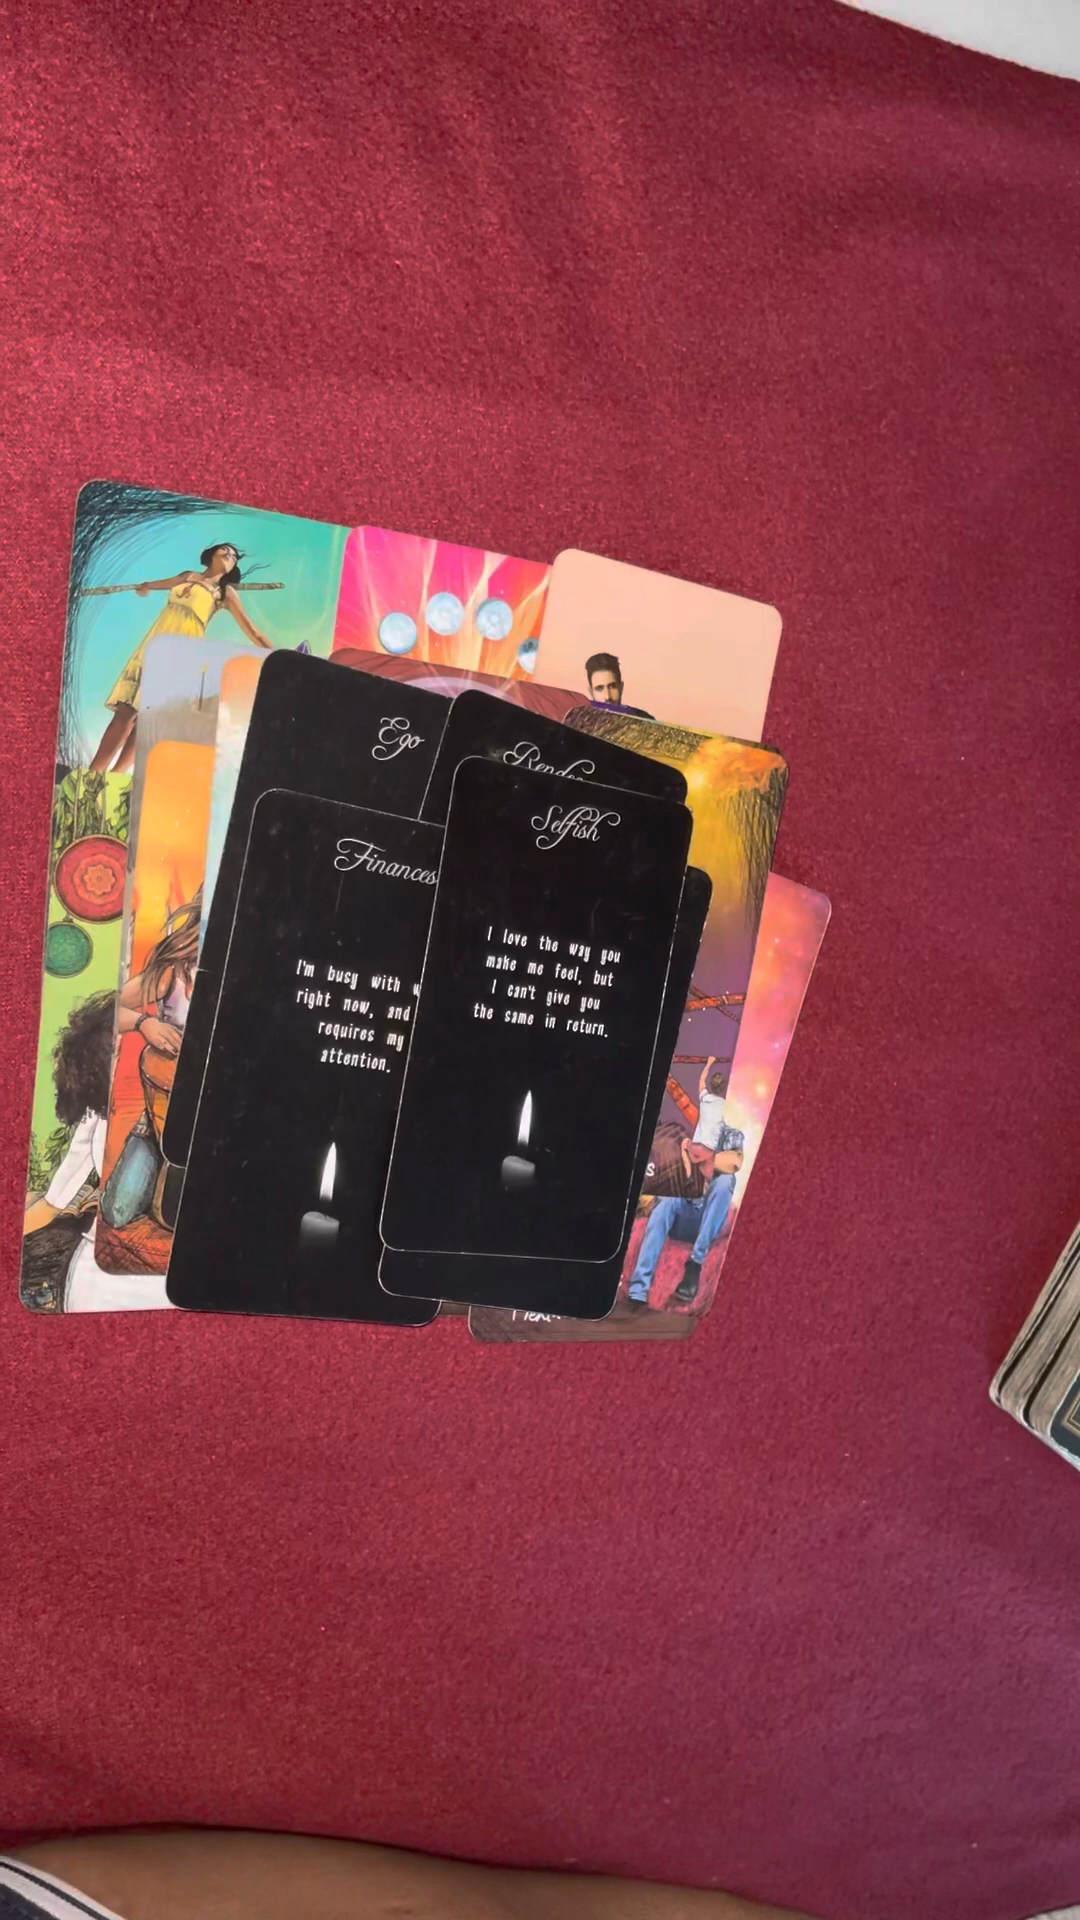 Ego
Finances
I'm busy with
right now, and
requires my
attention.
Selfish
I love the way you
make me feel, but
I can't give you
the same in return.